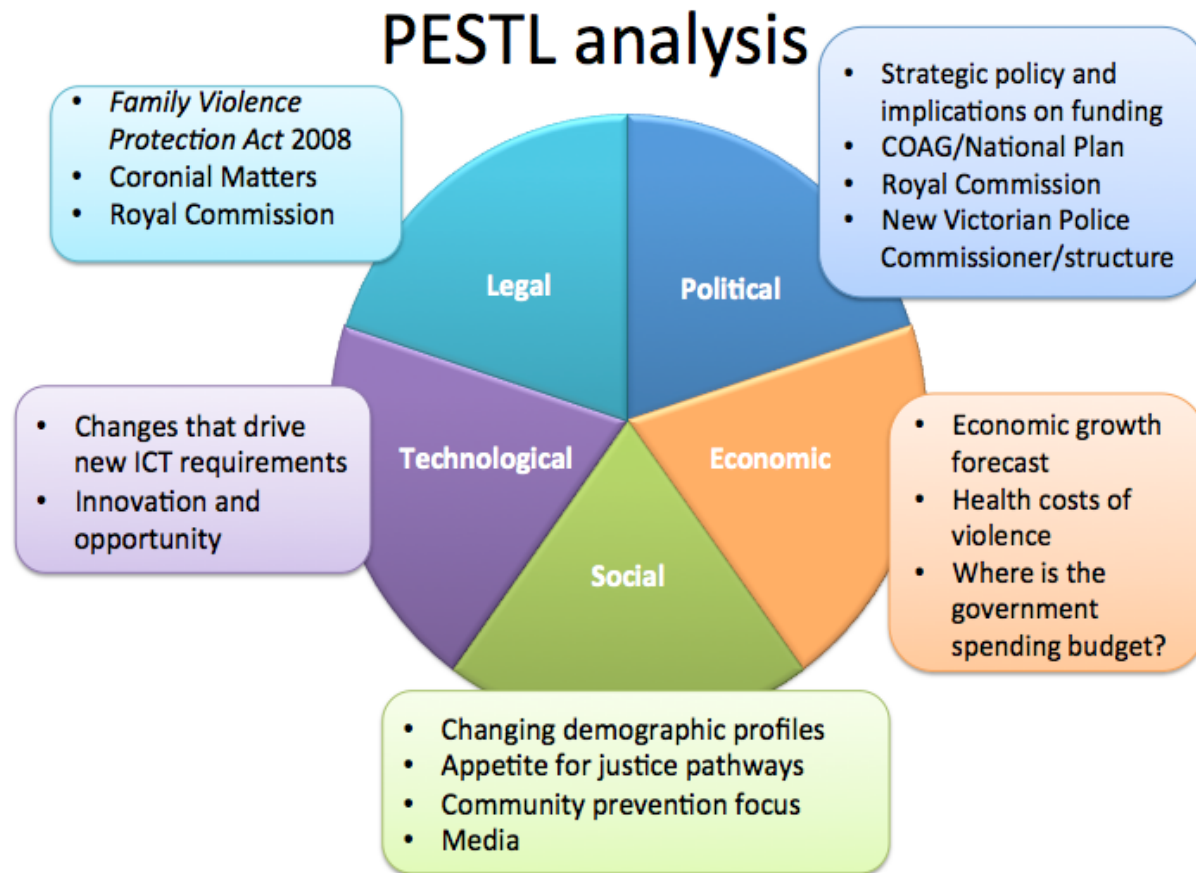 PESTL analysis
• Family Violence
Protection Act 2008
• Coronial Matters
• Royal Commission
• Strategic policy and
implications on funding
• COAG/National Plan
• Royal Commission
• New Victorian Police
Commissioner/structure
Legal
Political
• Changes that drive
new ICT requirements
• Innovation and
opportunity
Technological
Economic
• Economic growth
forecast
• Health costs of
violence
• Where is the
government
spending budget?
Social
• Changing demographic profiles
• Appetite for justice pathways
• Community prevention focus
• Media